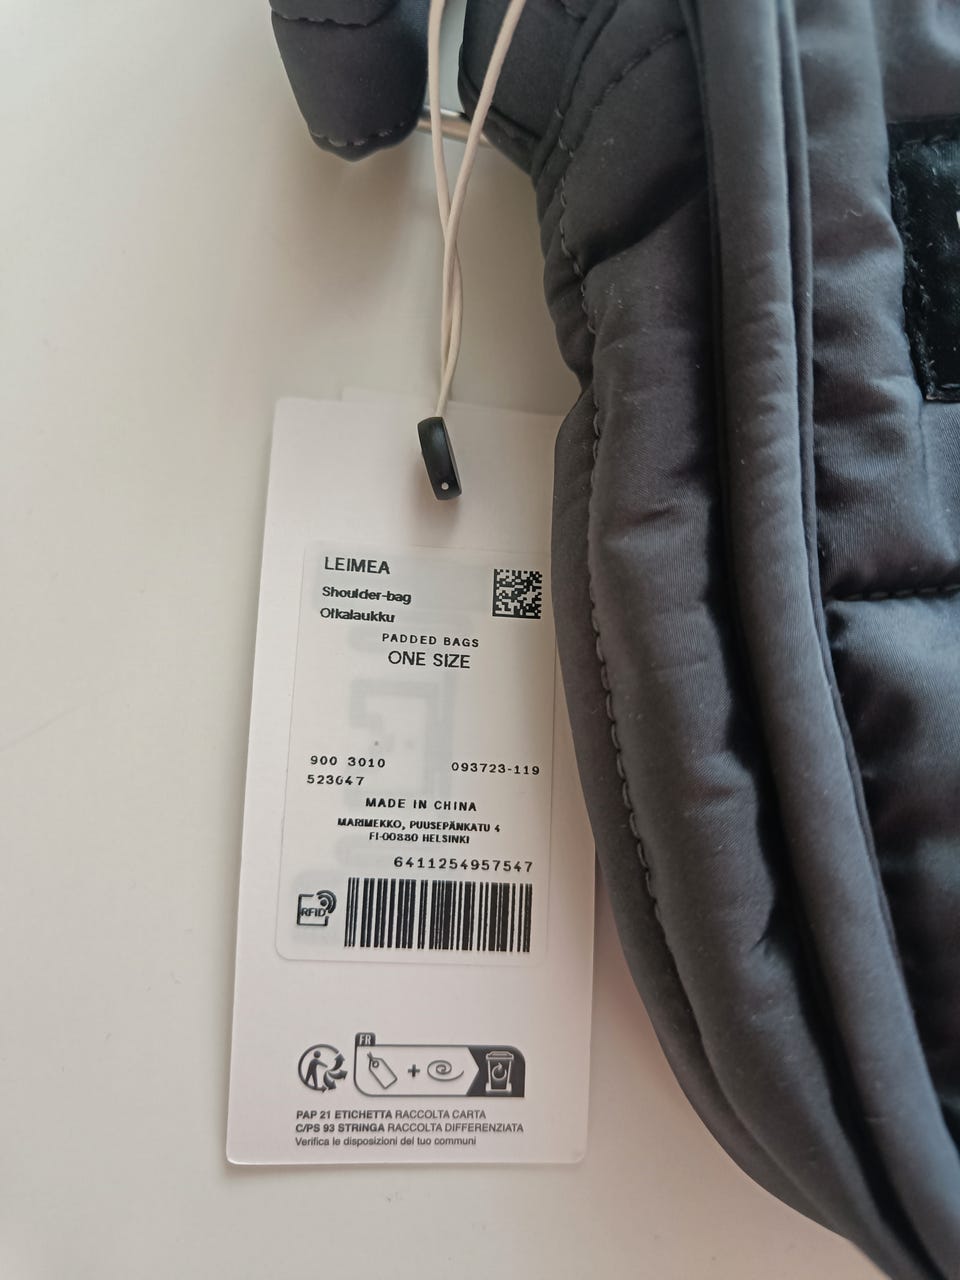 LEIMEA
Shoulder-bag
Olkalaukku
PADDED BAGS
ONE SIZE
900 3010
093723-119
523047
MADE IN CHINA
MARIMEKKO, PUUSEPÄNKATU 4
FI-00880 HELSINKI
6411254957547
RFID
FR
+
PAP 21 ETICHETTA RACCOLTA CARTA
C/PS 93 STRINGA RACCOLTA DIFFERENZIATA
Verifica le disposizioni del tuo comuni